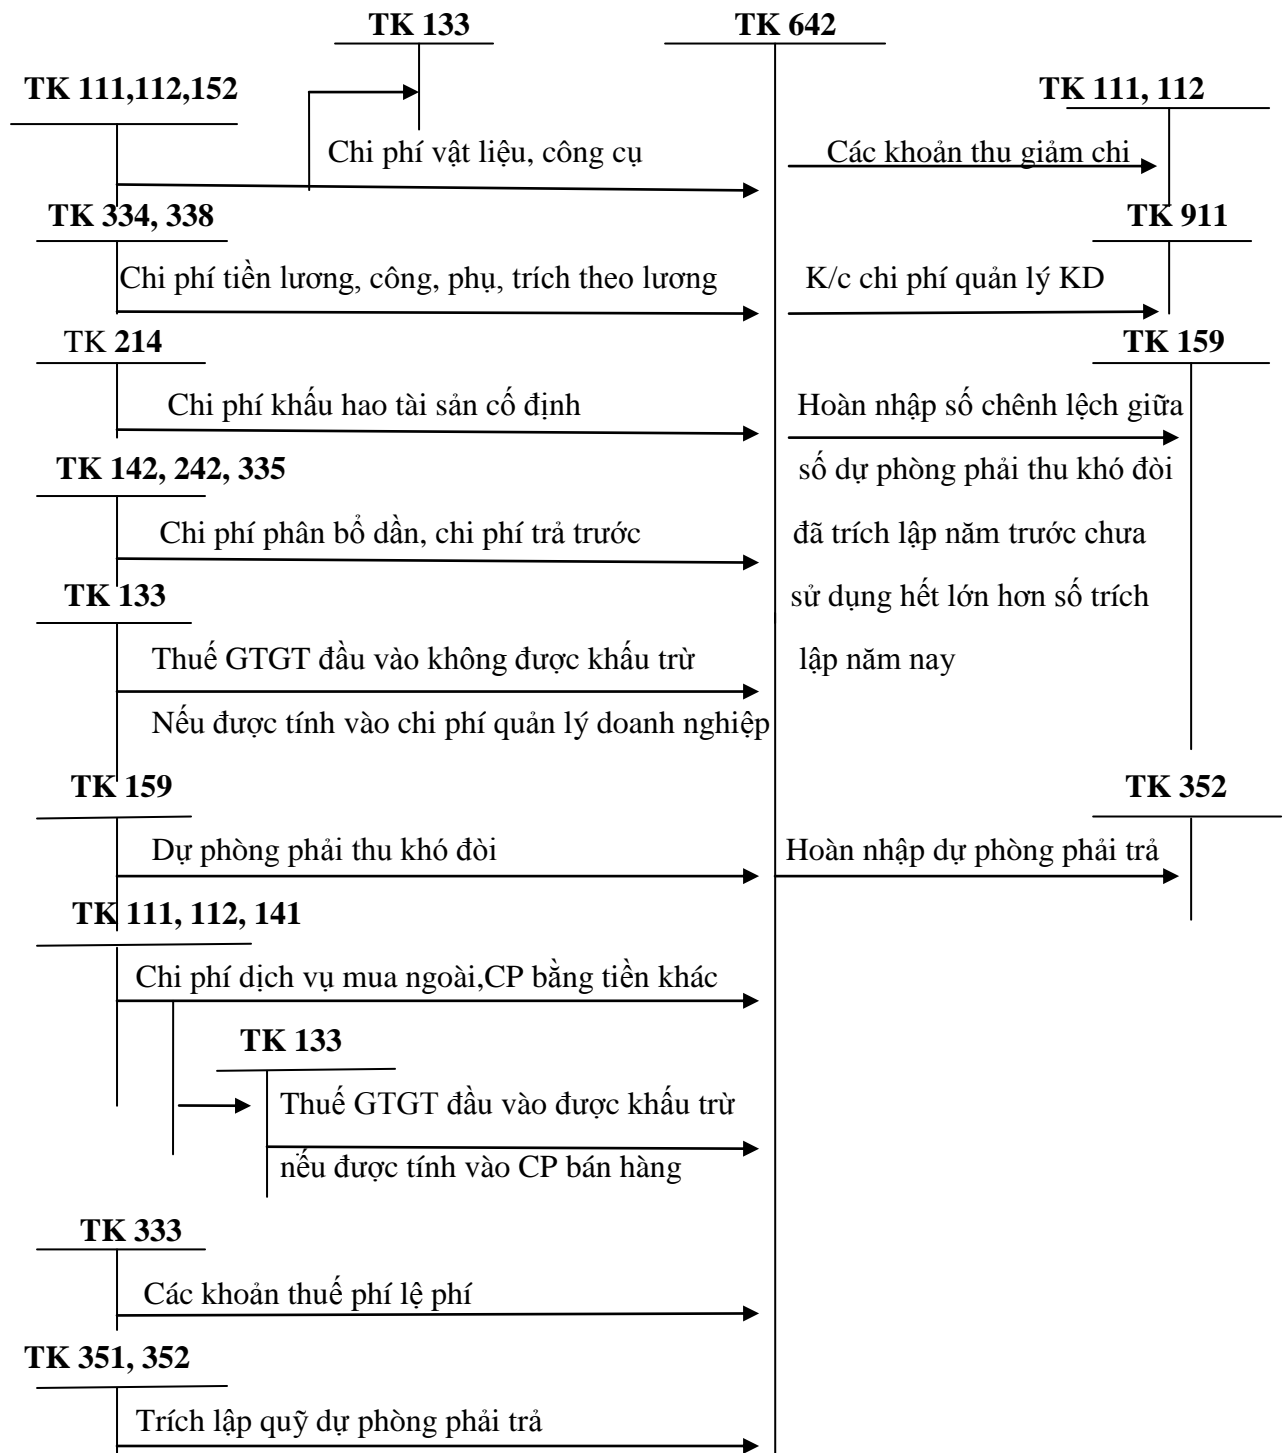 TK 133
TK 642
TK 111,112,152
TK 111, 112
Chi phí vật liệu, công cụ
Các khoản thu giảm chi
TK 334, 338
TK 911
Chi phí tiền lương, công, phụ, trích theo lương
K/c chi phí quản lý KD
TK 214
TK 159
Chi phí khấu hao tài sản cố định
Hoàn nhập số chênh lệch giữa
TK 142, 242, 335
số dự phòng phải thu khó đòi
Chi phí phân bổ dần, chi phí trả trước
đã trích lập năm trước chưa
TK 133
sử dụng hết lớn hơn số trích
Thuế GTGT đầu vào không được khấu trừ
lập năm nay
Nếu được tính vào chi phí quản lý doanh nghiệp
TK 159
TK 352
Dự phòng phải thu khó đòi
Hoàn nhập dự phòng phải trả
TK 111, 112, 141
Chi phí dịch vụ mua ngoài,CP bằng tiền khác
TK 133
Thuế GTGT đầu vào được khấu trừ
nếu được tính vào CP bán hàng
TK 333
Các khoản thuế phí lệ phí
TK 351, 352
Trích lập quỹ dự phòng phải trả